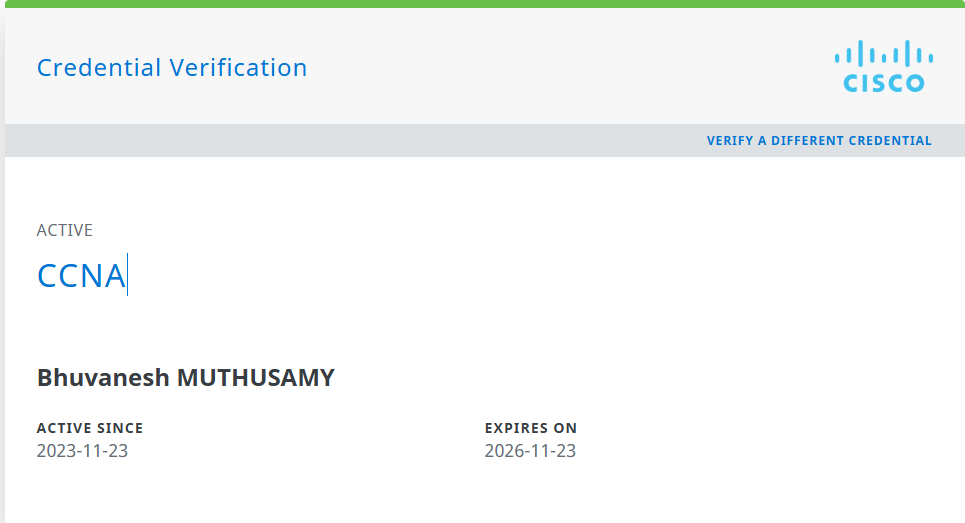 Credential Verification
CISCO
VERIFY A DIFFERENT CREDENTIAL
ACTIVE
CCNA
Bhuvanesh MUTHUSAMY
ACTIVE SINCE
2023-11-23
EXPIRES ON
2026-11-23